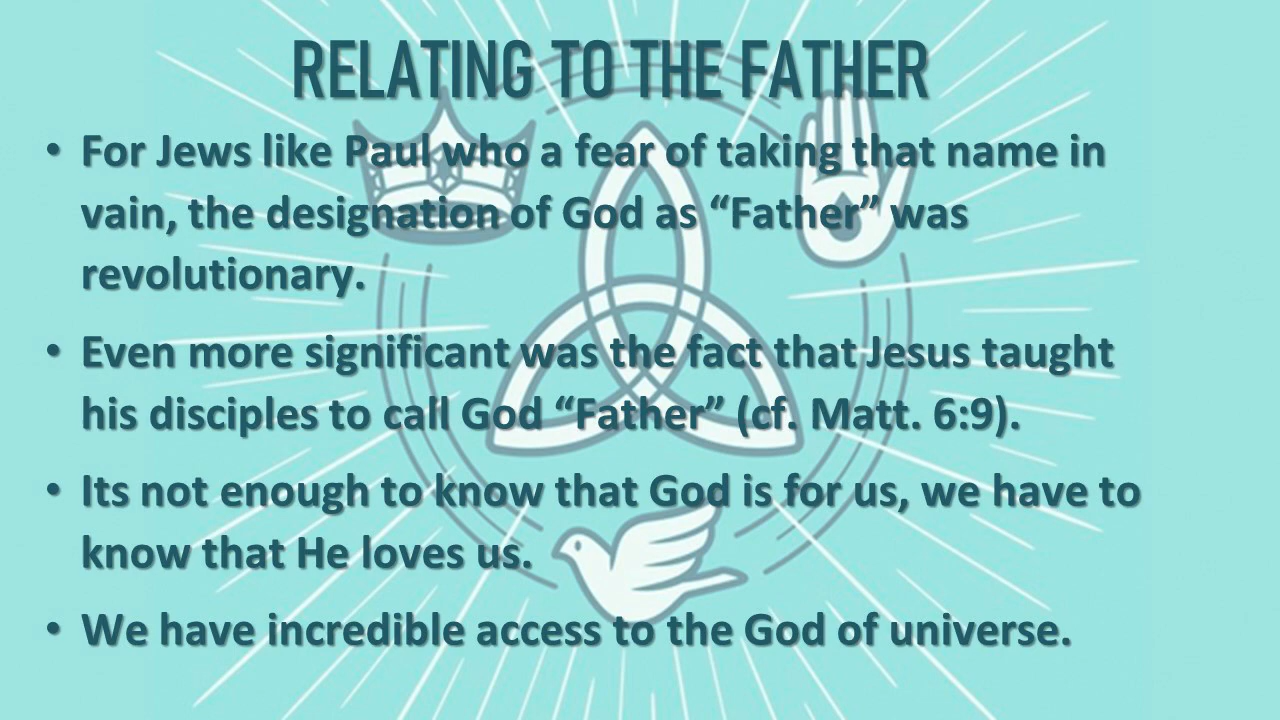 RELATING TO THE FATHER
• For Jews like Paul who a fear of taking that name in
vain, the designation of God as “Father” was
revolutionary.
• Even more significant was the fact that Jesus taught
his disciples to call God “Father” (cf. Matt. 6:9).
• Its not enough to know that God is for us, we have to
know that He loves us.
• We have incredible access to the God of universe.